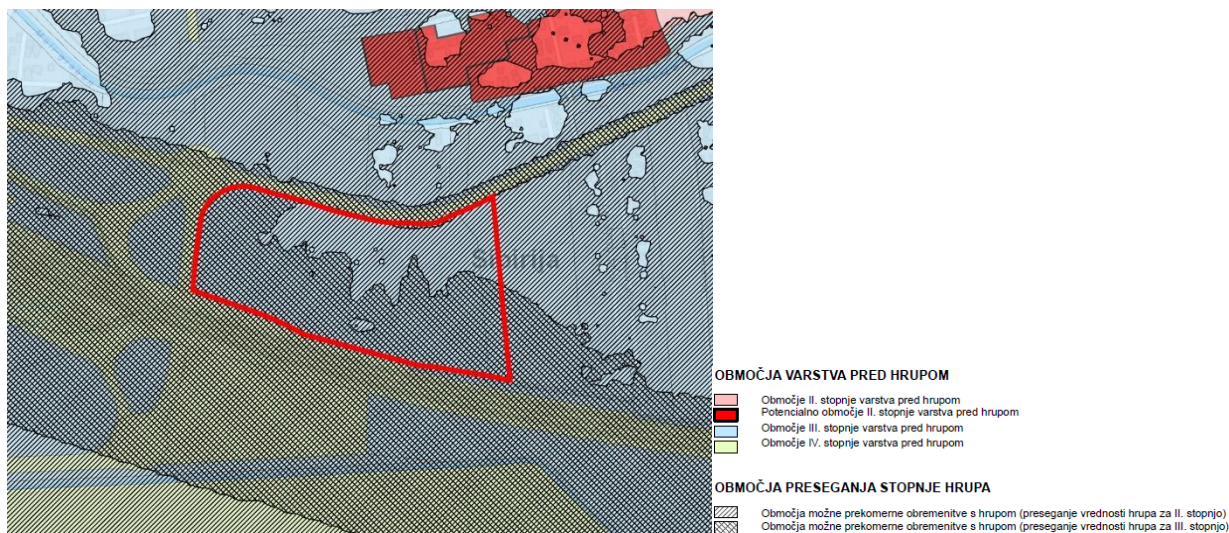 Sibirija
OBMOČJA VARSTVA PRED HRUPOM
Območje II. stopnje varstva pred hrupom
Potencialno območje II. stopnje varstva pred hrupom
Območje III. stopnje varstva pred hrupom
Območje IV. stopnje varstva pred hrupom
OBMOČJA PRESEGANJA STOPNJE HRUPA
Območja možne prekomerne obremenitve s hrupom (preseganje vrednosti hrupa za II. stopnjo)
Območja možne prekomerne obremenitve s hrupom (preseganje vrednosti hrupa za III. stopnjo)